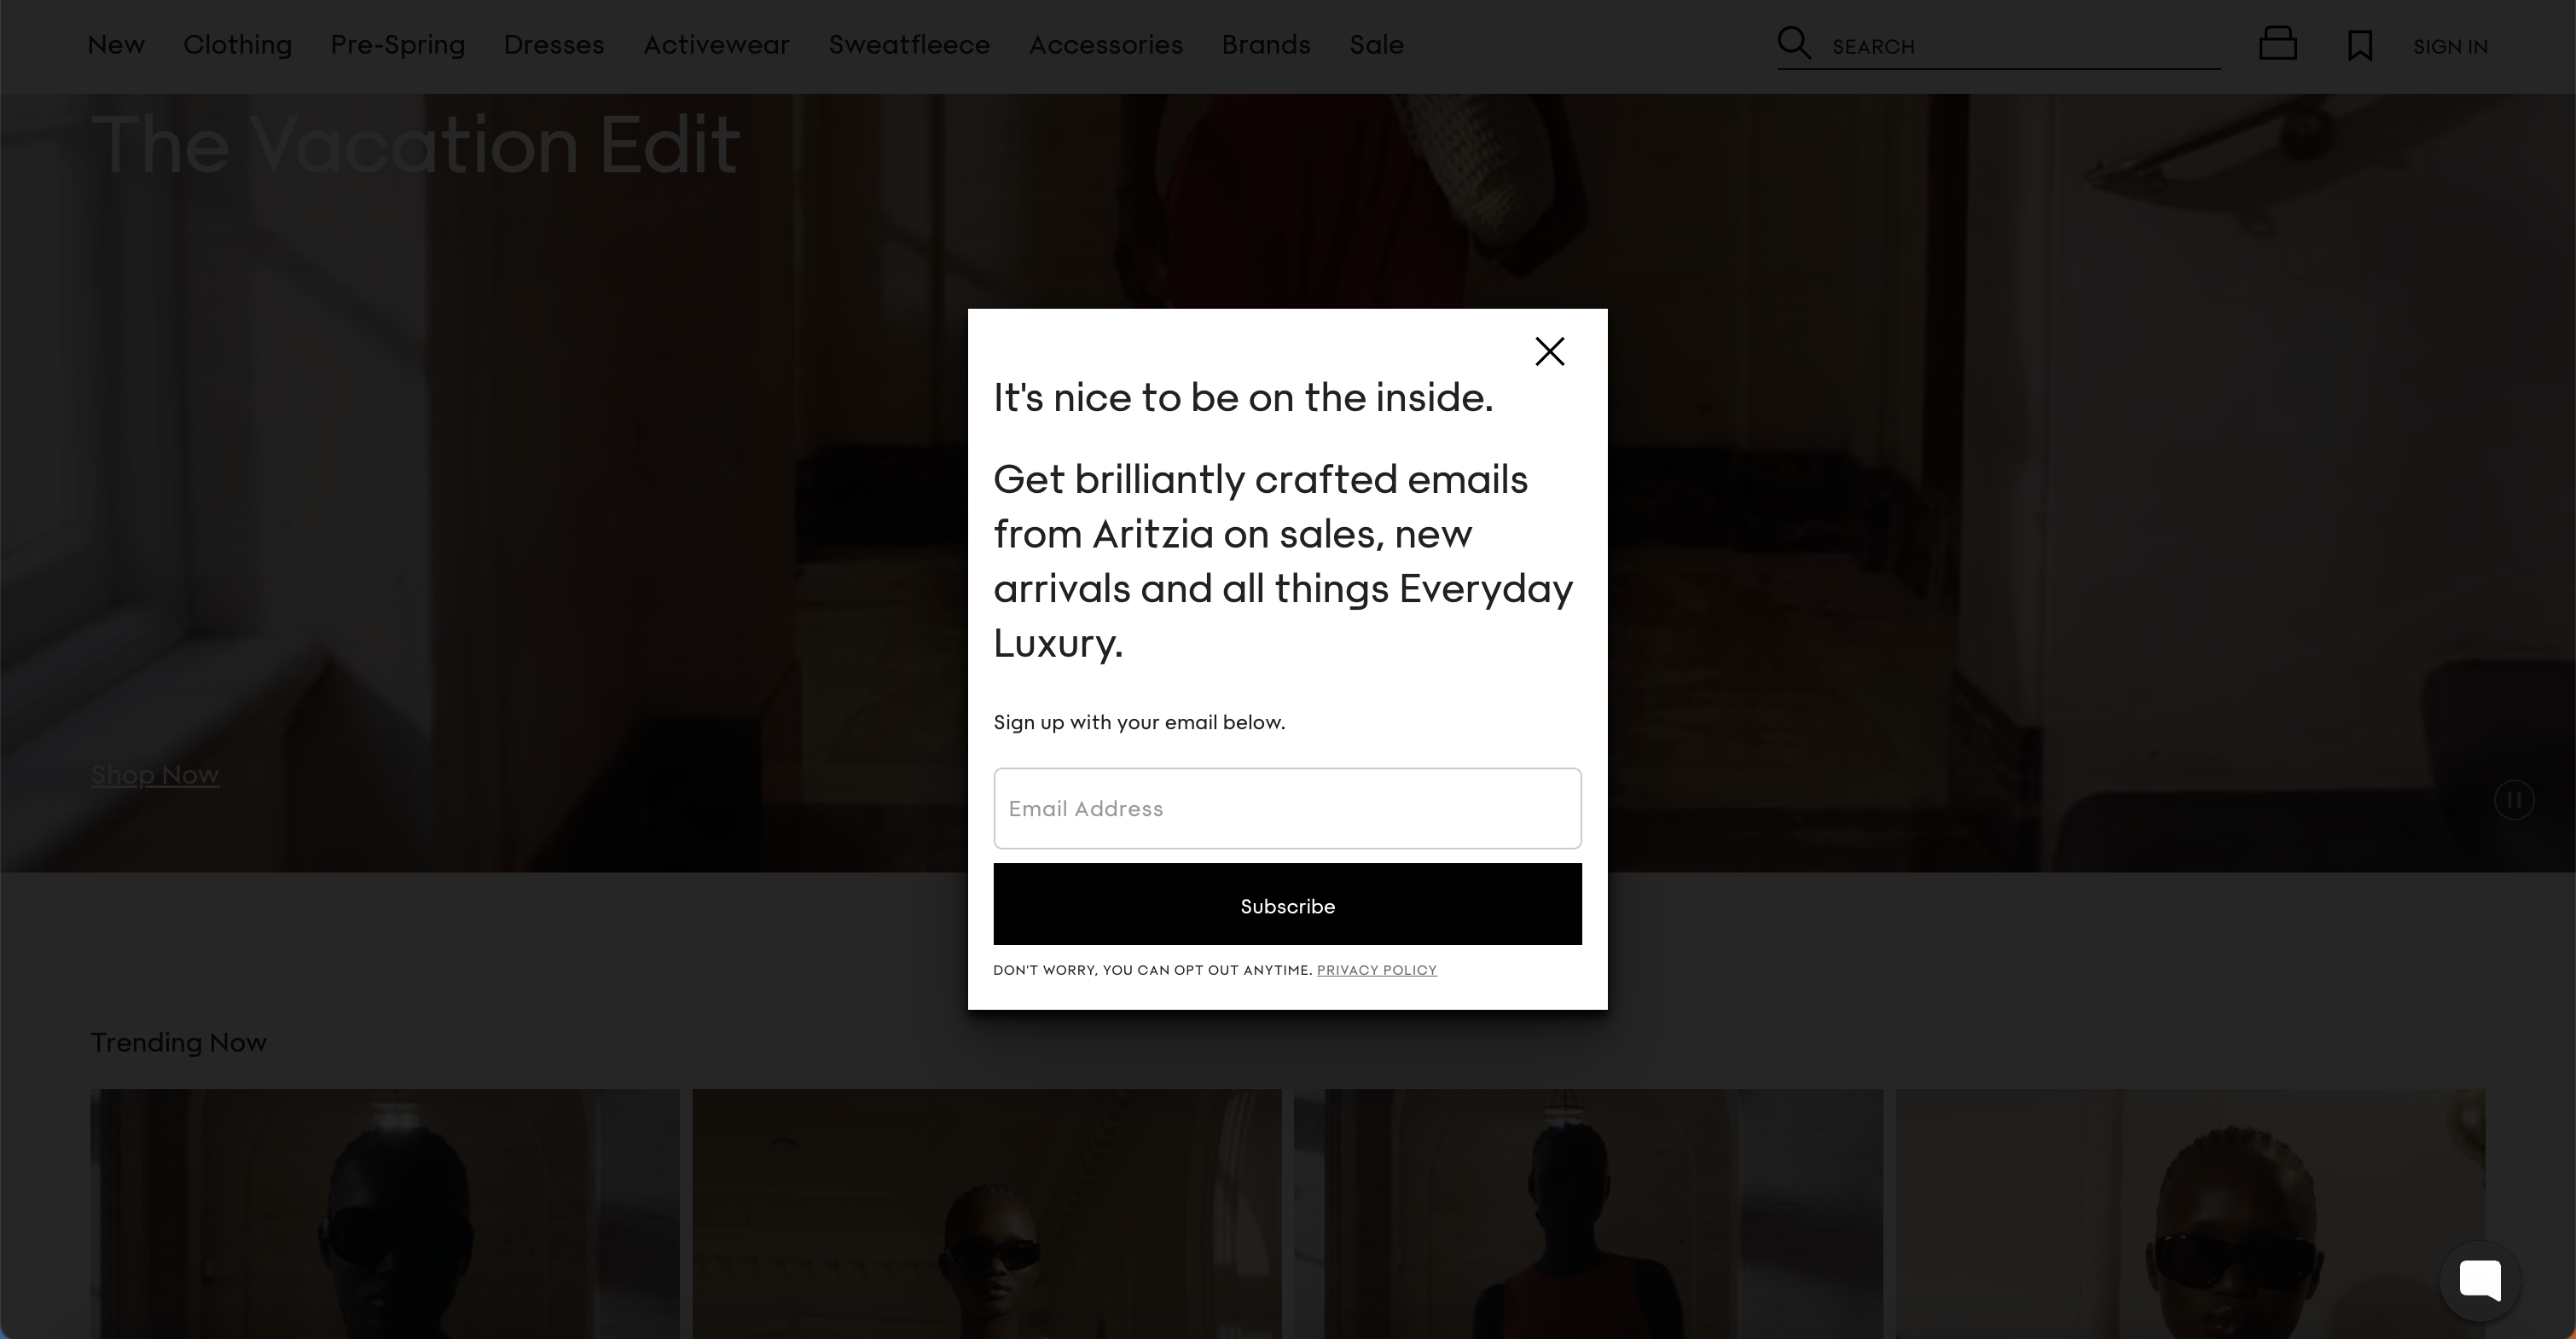 New Clothing Pre-Spring Dresses Activewear Sweatfleece Accessories Brands Sale SEARCH SIGN IN
The Vacation Edit
It's nice to be on the inside.
Get brilliantly crafted emails
from Aritzia on sales, new
arrivals and all things Everyday
Luxury.
Sign up with your email below.
Shop Now
Email Address
Subscribe
DON'T WORRY, YOU CAN OPT OUT ANYTIME. PRIVACY POLICY
Trending Now